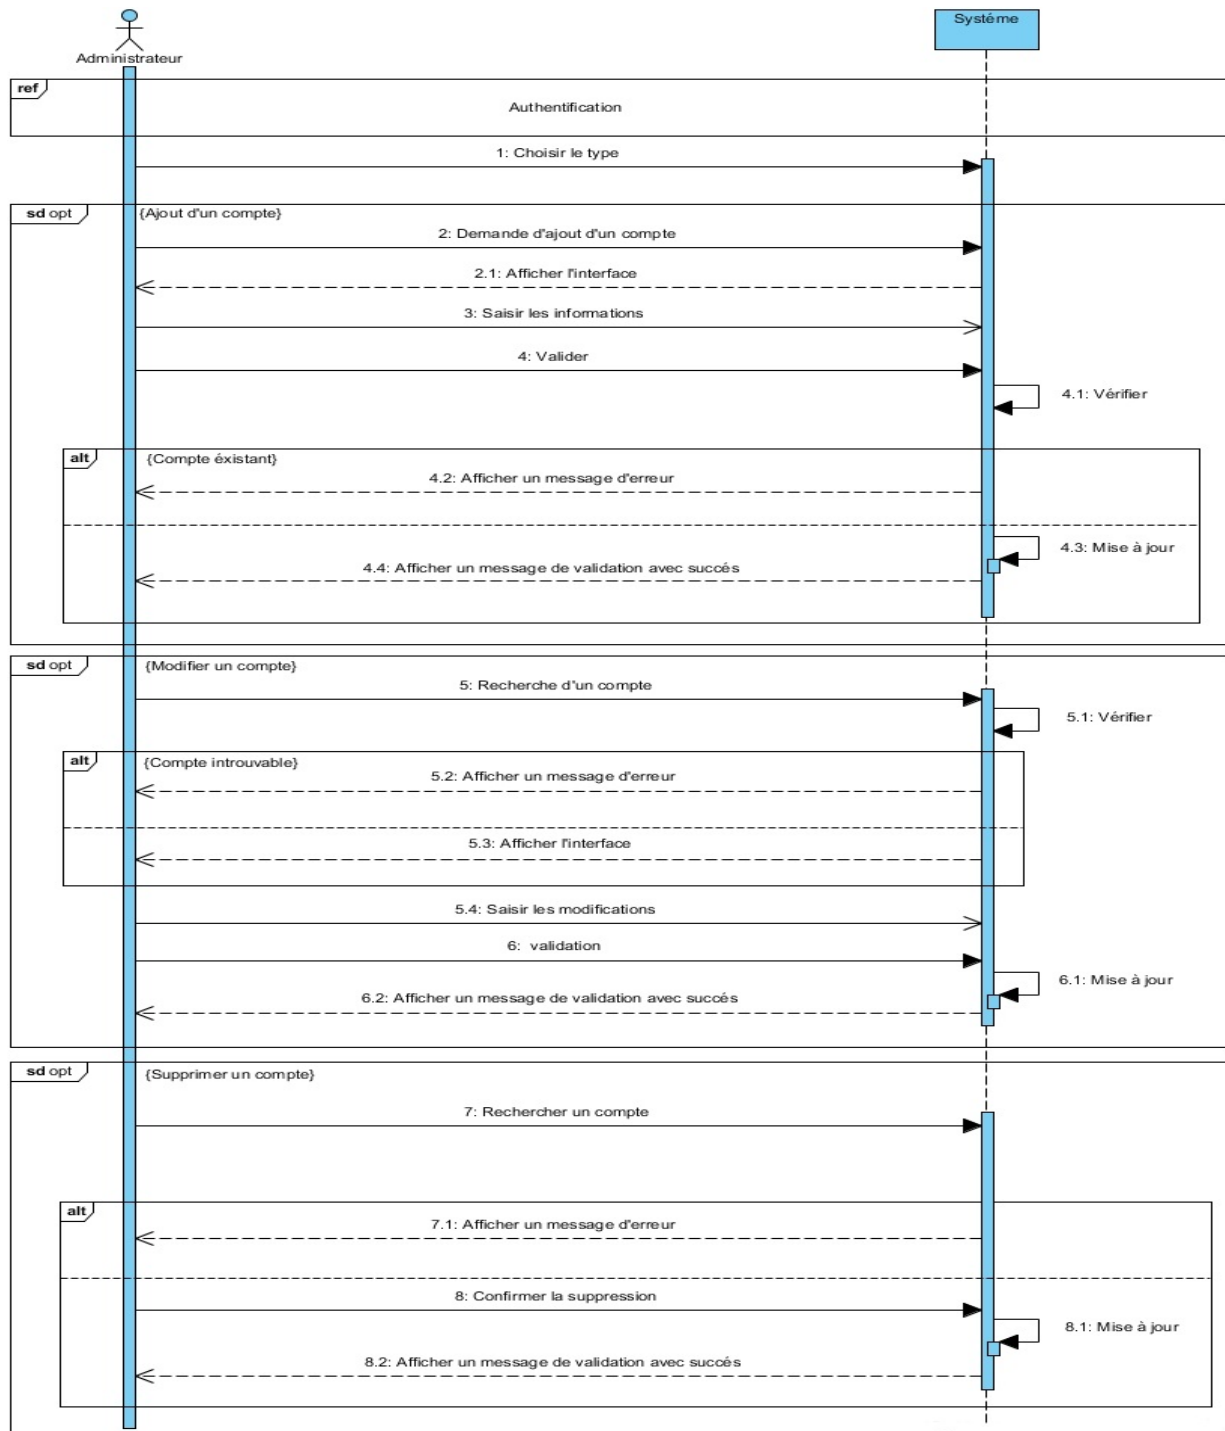 Systéme
Administrateur
ref
Authentification
1: Choisir le type
sd opt
{Ajout d'un compte}
2: Demande d'ajout d'un compte
2.1: Afficher l'interface
3: Saisir les informations
4: Valider
4.1: Vérifier
alt
{Compte éxistant}
4.2: Afficher un message d'erreur
4.3: Mise à jour
4.4: Afficher un message de validation avec succés
sd opt
{Modifier un compte}
5: Recherche d'un compte
5.1: Vérifier
alt
{Compte introuvable}
5.2: Afficher un message d'erreur
5.3: Afficher l'interface
5.4: Saisir les modifications
6: validation
6.1: Mise à jour
6.2: Afficher un message de validation avec succés
sd opt
{Supprimer un compte}
7: Rechercher un compte
alt
7.1: Afficher un message d'erreur
8: Confirmer la suppression
8.1: Mise à jour
8.2: Afficher un message de validation avec succés